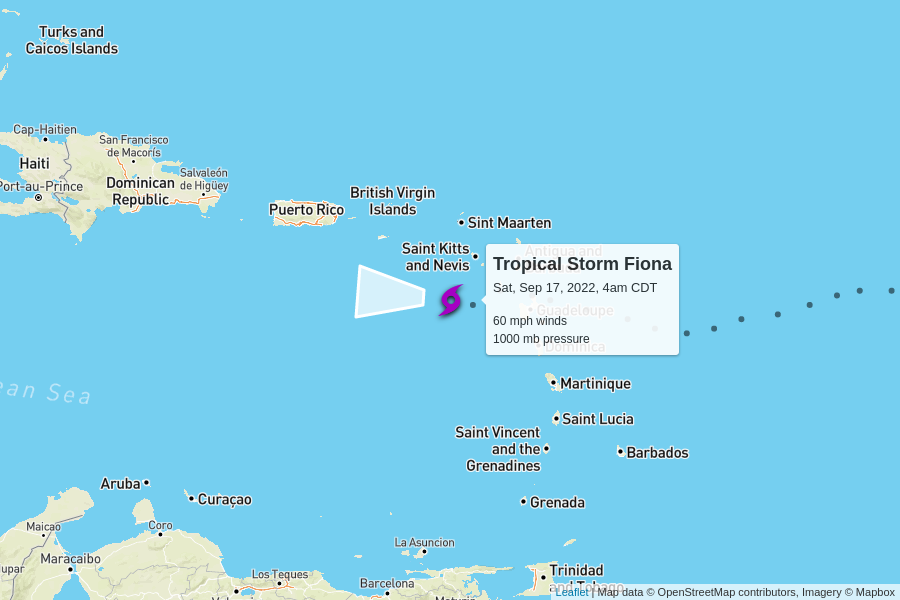 Turks and
Caicos Islands
Cap-Haitien
San Francisco
de Macorís
Haiti
Port-au-Prince
Dominican
Republic
Salvaleón
de Higüey
Puerto Rico
British Virgin
Islands
Sint Maarten
Saint Kitts
and Nevis
Antigua and
Tropical Storm Fiona
Sat, Sep 17, 2022, 4am CDT
Guadeloupe
60 mph winds
1000 mb pressure
Dominica
Martinique
ean Sea
Saint Lucia
Saint Vincent
and the
Grenadines
Barbados
Aruba
Curaçao
Grenada
Maicao
Coro
La Asuncion
Maracaibo
upar
Los Teques
Barcelona
Trinidad
and Tobago
Leaflet | Map data © OpenStreetMap contributors, Imagery © Mapbox